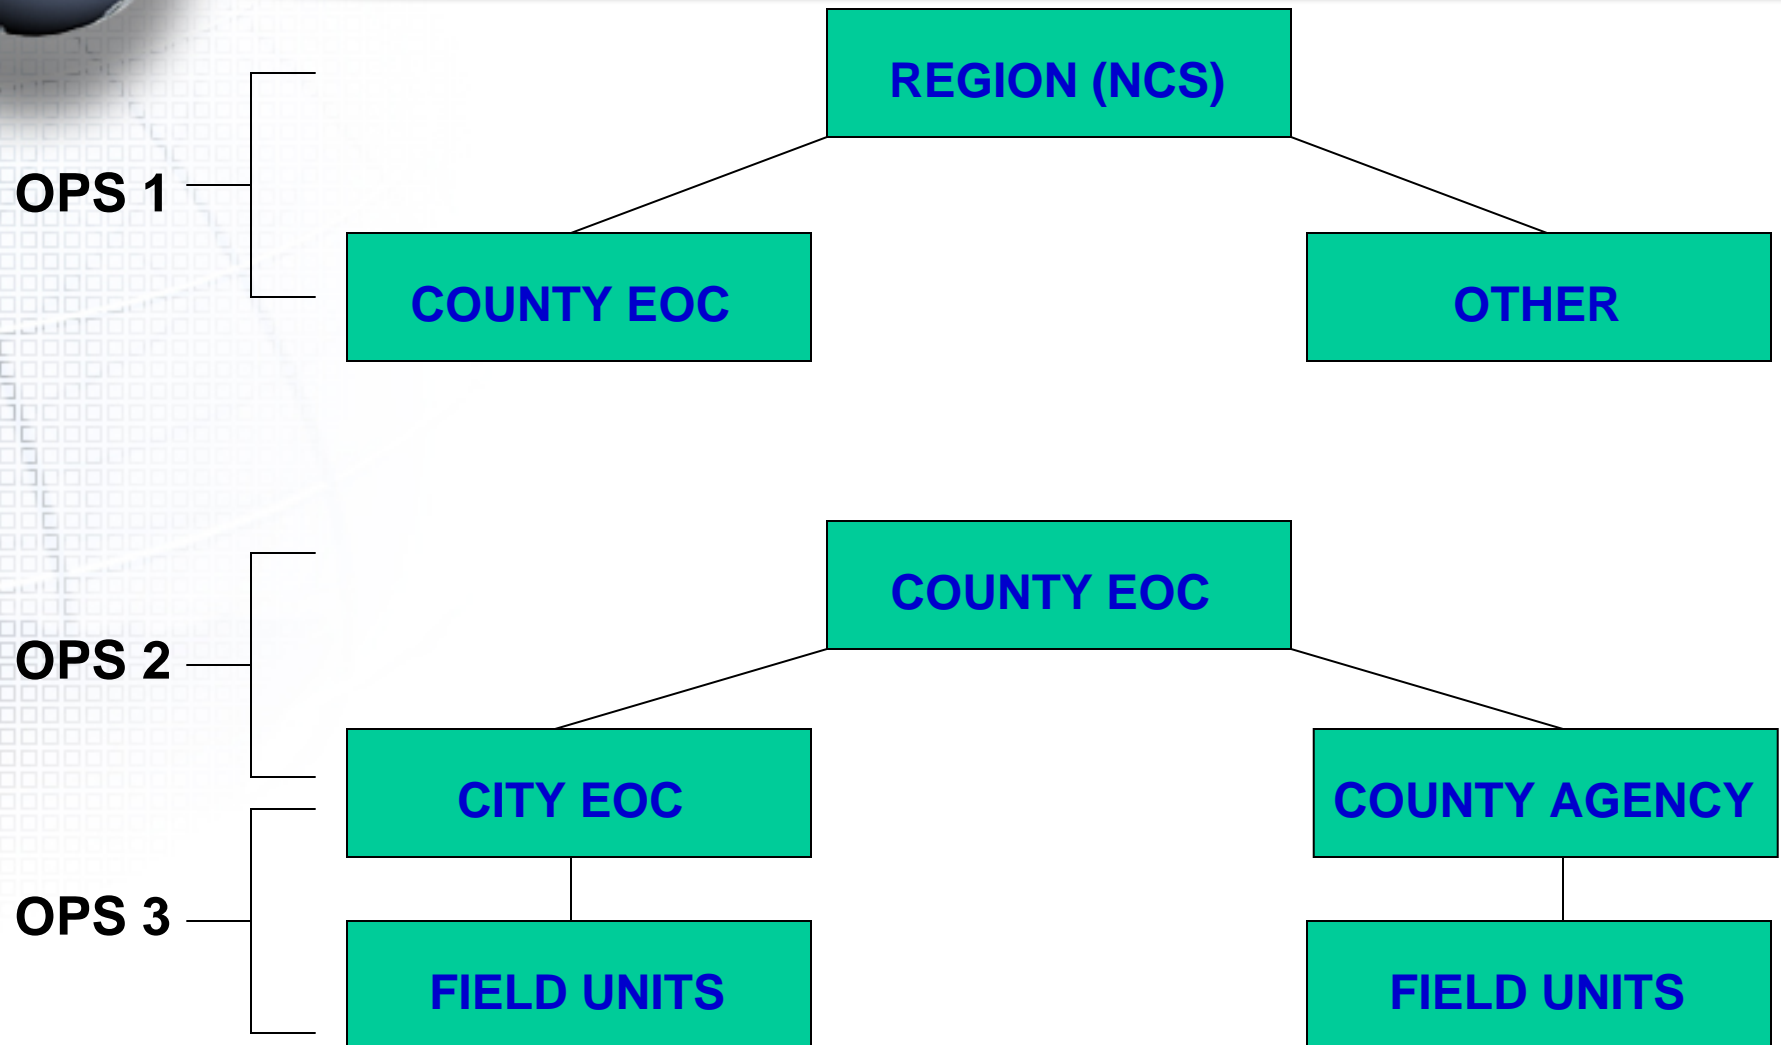 REGION (NCS)
OPS 1
COUNTY EOC
OTHER
COUNTY EOC
OPS 2
CITY EOC
COUNTY AGENCY
OPS 3
FIELD UNITS
FIELD UNITS